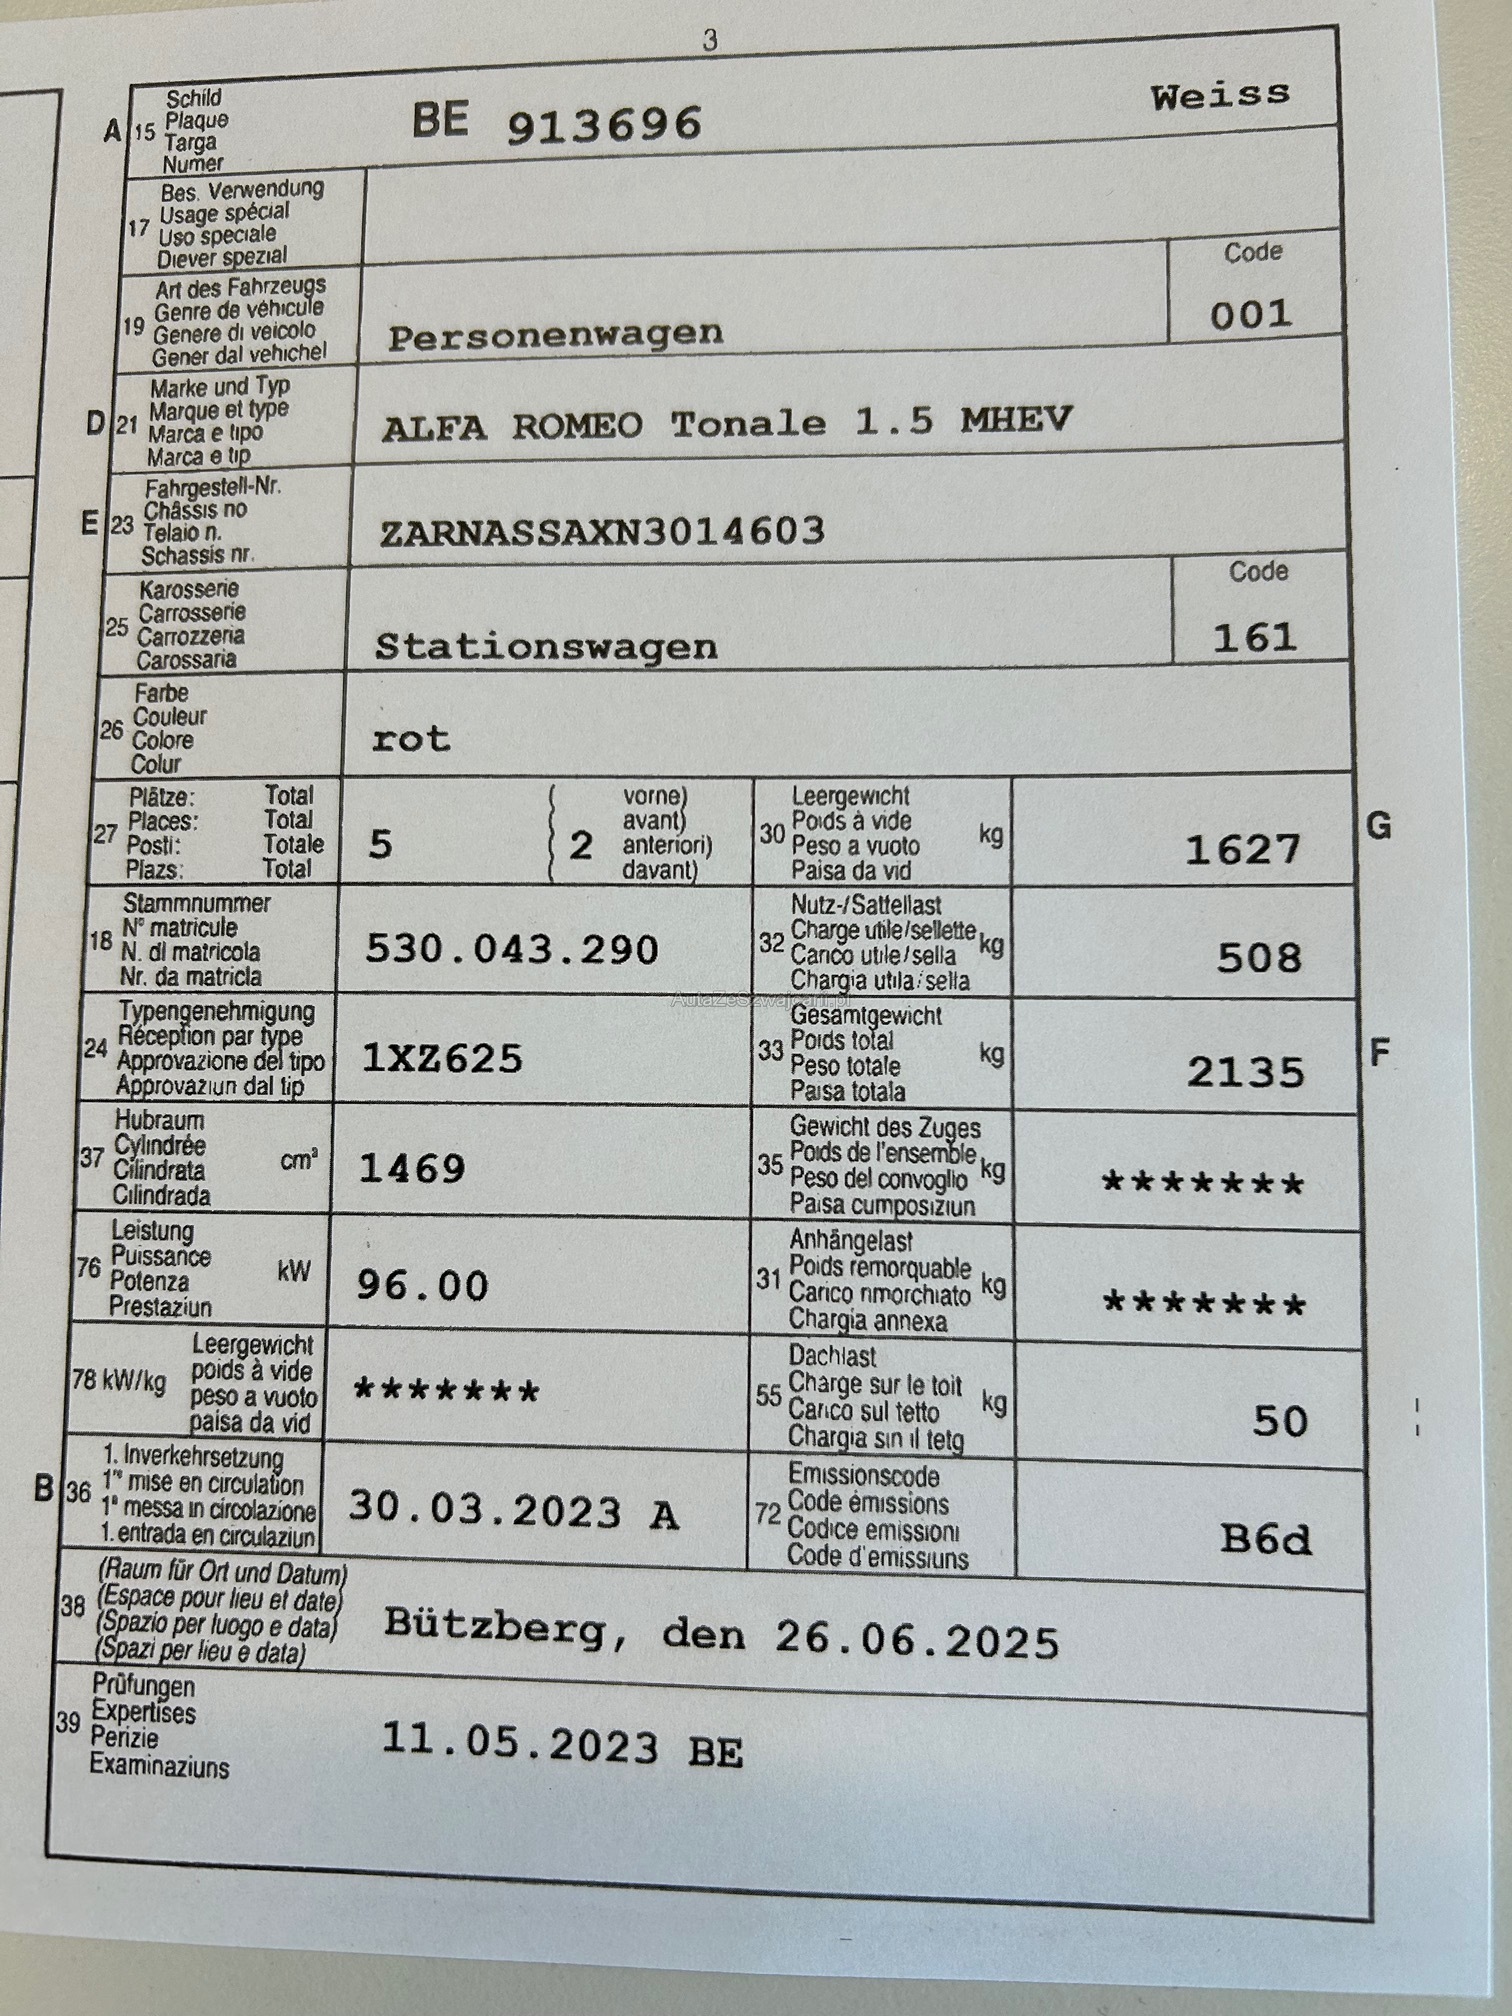 3
A 15 Schild
Plaque
Targa
Numer
BE 913696 Weiss
17 Bes. Verwendung
Usage spécial
Uso speciale
Diever spezial
19 Art des Fahrzeugs
Genre de véhicule
Genere di veicolo
Gener dal vehichel
Personenwagen
Code
001
D 21 Marke und Typ
Marque et type
Marca e tipo
Marca e tip
ALFA ROMEO Tonale 1.5 MHEV
E 23 Fahrgestell-Nr.
Châssis no
Telaio n.
Schassis nr.
ZARNASSAXN3014603
25 Karosserie
Carrosserie
Carrozzeria
Carossaria
Stationswagen
Code
161
26 Farbe
Couleur
Colore
Colur
rot
27 Plätze: Total
Places: Total
Posti: Totale
Plazs: Total
5
2
vorne)
avant)
anteriori)
davant)
30 Leergewicht
Poids à vide
Peso a vuoto
Paisa da vid
kg
1627
G
18 Stammnummer
N° matricule
N. di matricola
Nr. da matricla
530.043.290
32 Nutz-/Sattellast
Charge utile/sellette
Carico utile/sella
Chargia utila/sella
kg
508
AutaZeSzwajcarii.pl
24 Typengenehmigung
Réception par type
Approvazione del tipo
Approvaziun dal tip
1XZ625
33 Gesamtgewicht
Poids total
Peso totale
Paisa totala
kg
2135
F
37 Hubraum
Cylindrée
Cilindrata
Cilindrada
cm³
1469
35 Gewicht des Zuges
Poids de l'ensemble
Peso del convoglio
Paisa cumposiziun
kg
*******
76 Leistung
Puissance
Potenza
Prestaziun
kW
96.00
31 Anhängelast
Poids remorquable
Carico rimorchiato
Chargia annexa
kg
*******
78 kW/kg
Leergewicht
poids à vide
peso a vuoto
paisa da vid
*******
55 Dachlast
Charge sur le toit
Carico sul tetto
Chargia sin il tetg
kg
50
B 36 1. Inverkehrsetzung
1re mise en circulation
1a messa in circolazione
1. entrada en circulaziun
30.03.2023 A
72 Emissionscode
Code émissions
Codice emissioni
Code d'emissiuns
B6d
38 (Raum für Ort und Datum)
(Espace pour lieu et date)
(Spazio per luogo e data)
(Spazi per lieu e data)
Bützberg, den 26.06.2025
39 Prüfungen
Expertises
Perizie
Examinaziuns
11.05.2023 BE